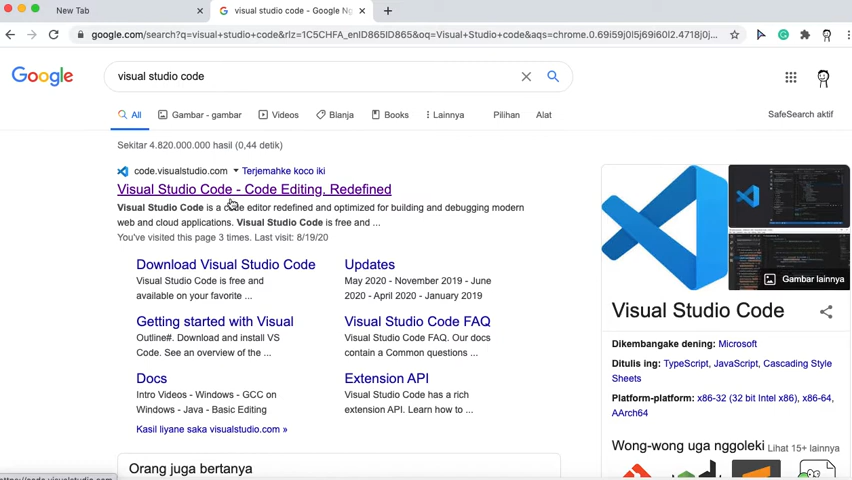 New Tab
visual studio code - Google Ng
google.com/search?q=visual+studio+code&rlz=1C5CHFA_enID865ID865&oq=Visual+Studio+code&aqs=chrome.0.69i59j0l5j69i60l2.4718j0j...
Google
visual studio code
All
Gambar - gambar
Videos
Blanja
Books
Lainnya
Pilihan
Alat
SafeSearch aktif
Sekitar 4.820.000.000 hasil (0,44 detik)
code.visualstudio.com ▾ Terjemahke koco iki
Visual Studio Code - Code Editing. Redefined
Visual Studio Code is a code editor redefined and optimized for building and debugging modern
web and cloud applications. Visual Studio Code is free and ...
You've visited this page 3 times. Last visit: 8/19/20
Download Visual Studio Code
Visual Studio Code is free and
available on your favorite ...
Updates
May 2020 - November 2019 - June
2020 - April 2020 - January 2019
Getting started with Visual
Outline#. Download and install VS
Code. See an overview of the ...
Visual Studio Code FAQ
Visual Studio Code FAQ. Our docs
contain a Common questions ...
Docs
Intro Videos - Windows - GCC on
Windows - Java - Basic Editing
Extension API
Visual Studio Code has a rich
extension API. Learn how to ...
Kasil liyane saka visualstudio.com »
Orang juga bertanya
Gambar lainnya
Visual Studio Code
Dikembangake dening: Microsoft
Ditulis ing: TypeScript, JavaScript, Cascading Style
Sheets
Platform-platform: x86-32 (32 bit Intel x86), x86-64,
AArch64
Wong-wong uga nggoleki
Lihat 15+ lainnya